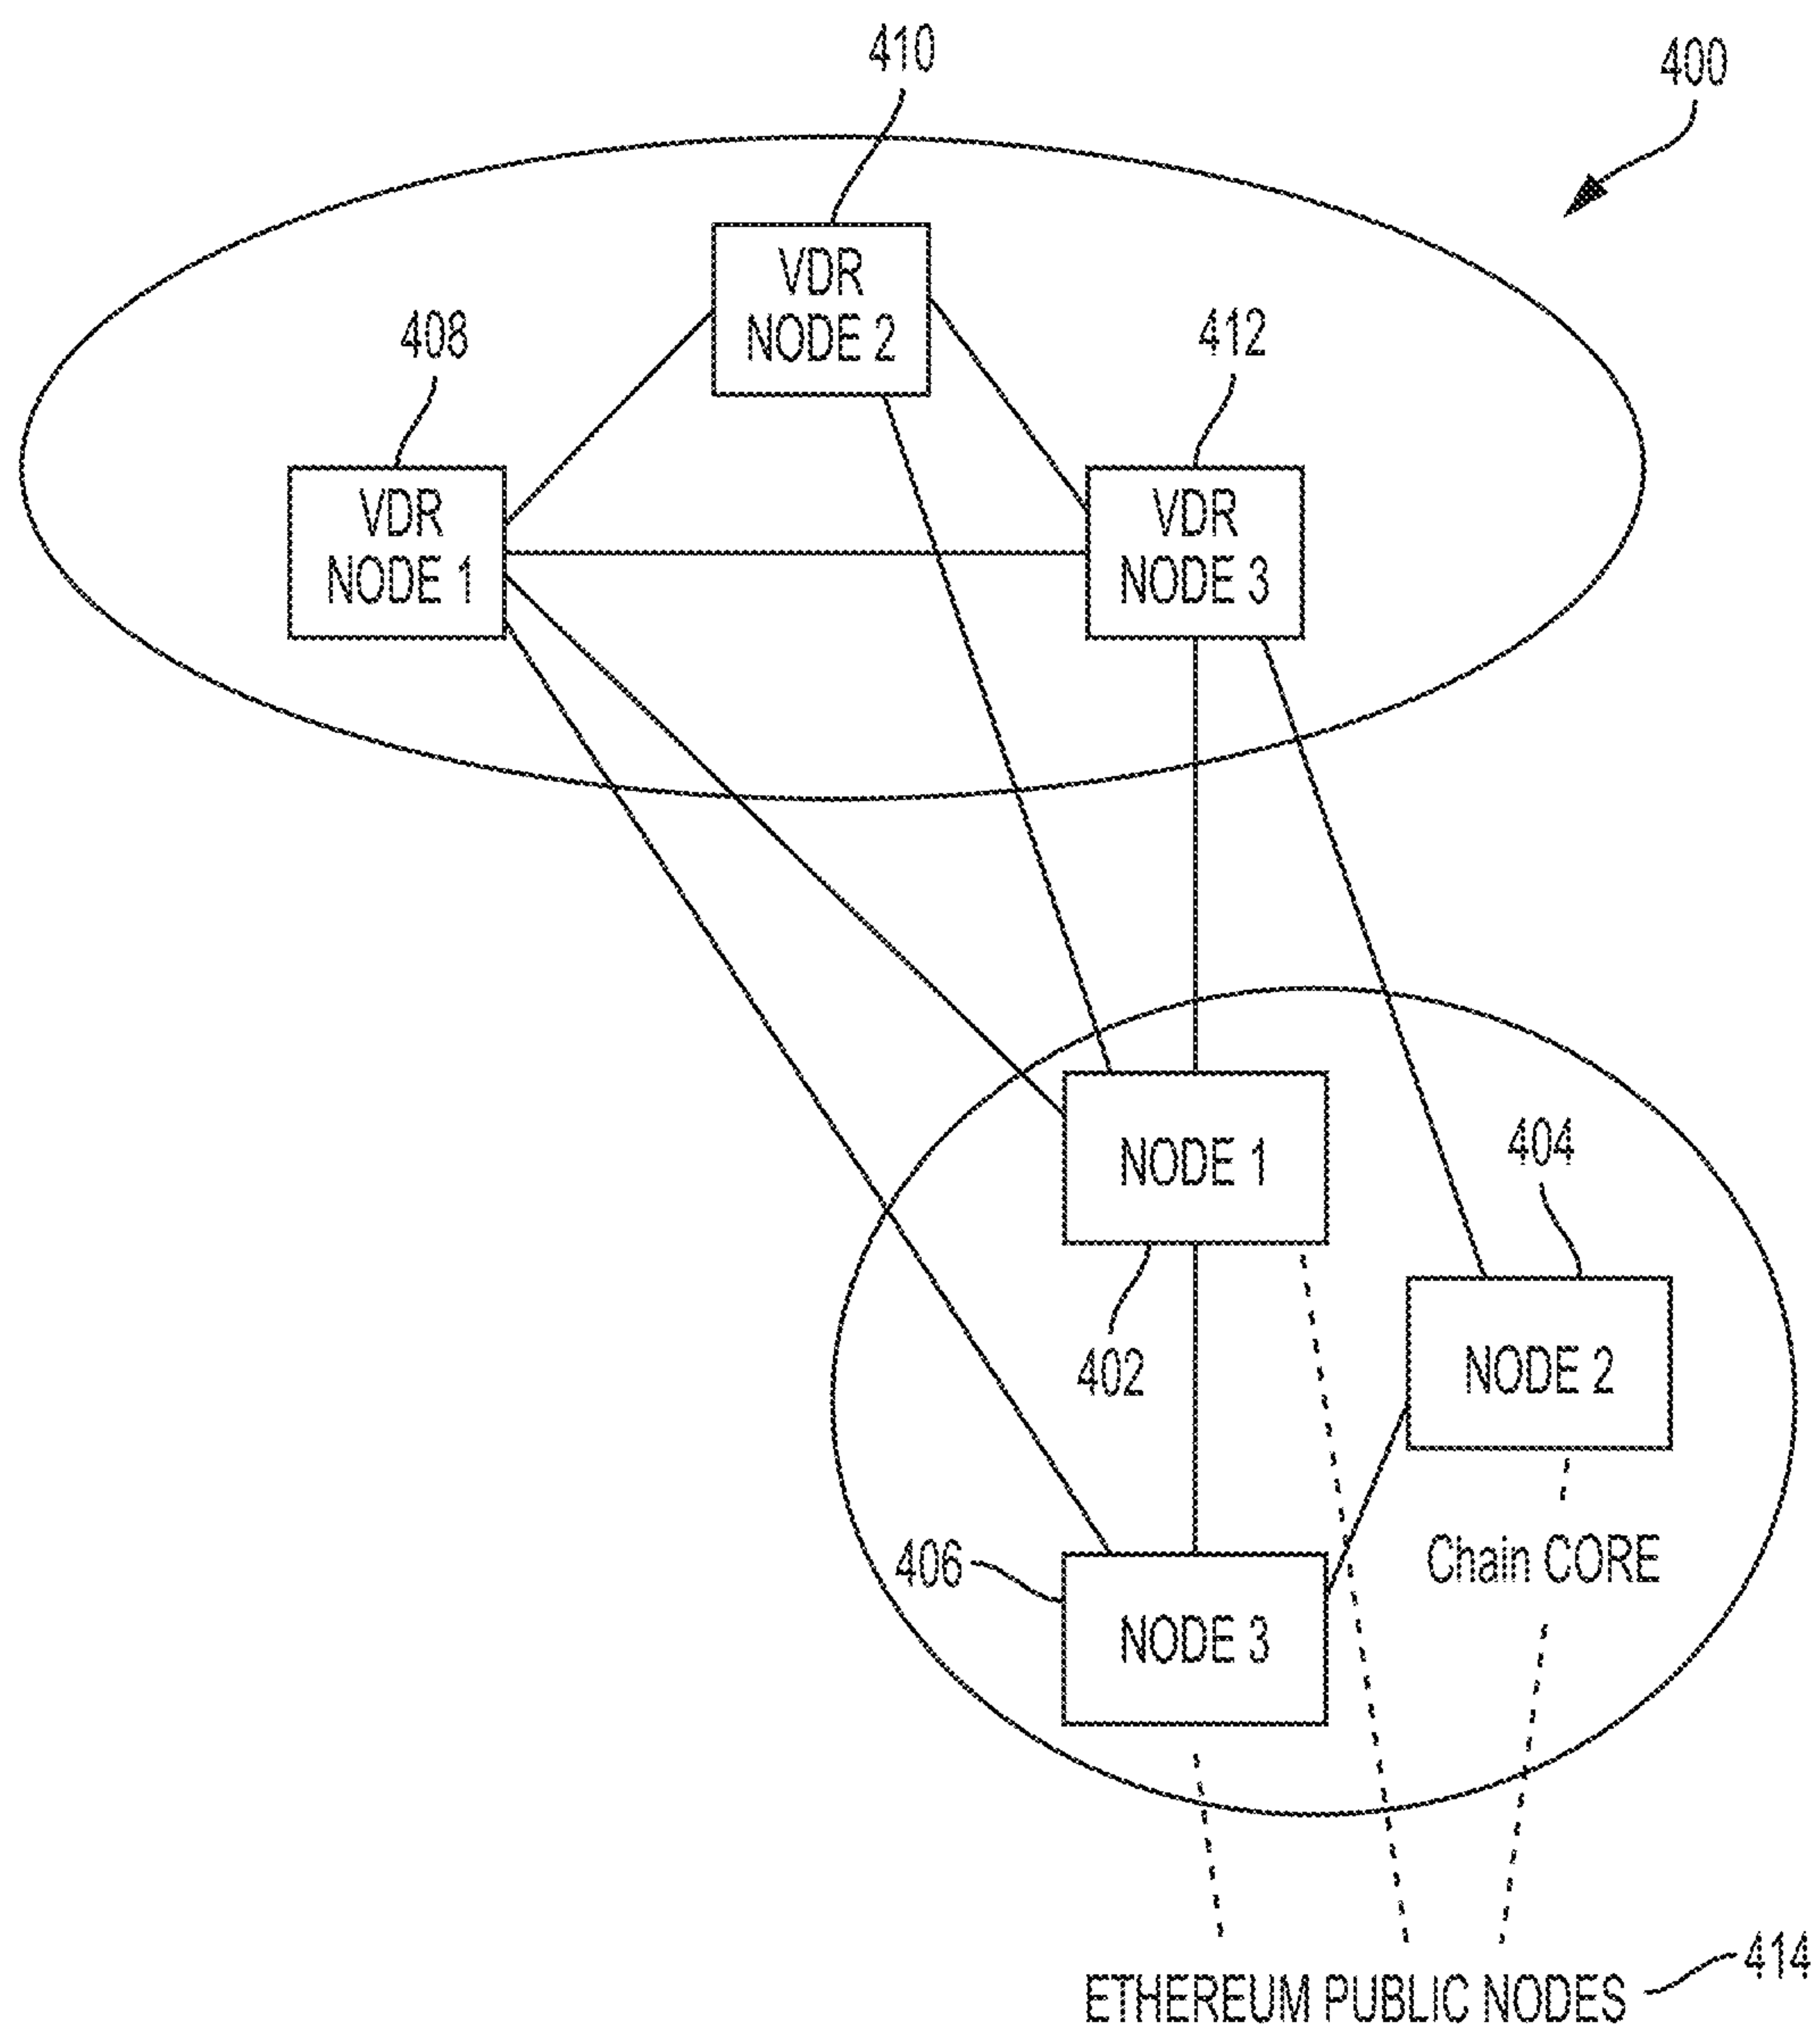 410
400
VDR
NODE 2
408
412
VDR
NODE 1
VDR
NODE 3
NODE 1
404
402
NODE 2
406
Chain CORE
NODE 3
414
ETHEREUM PUBLIC NODES